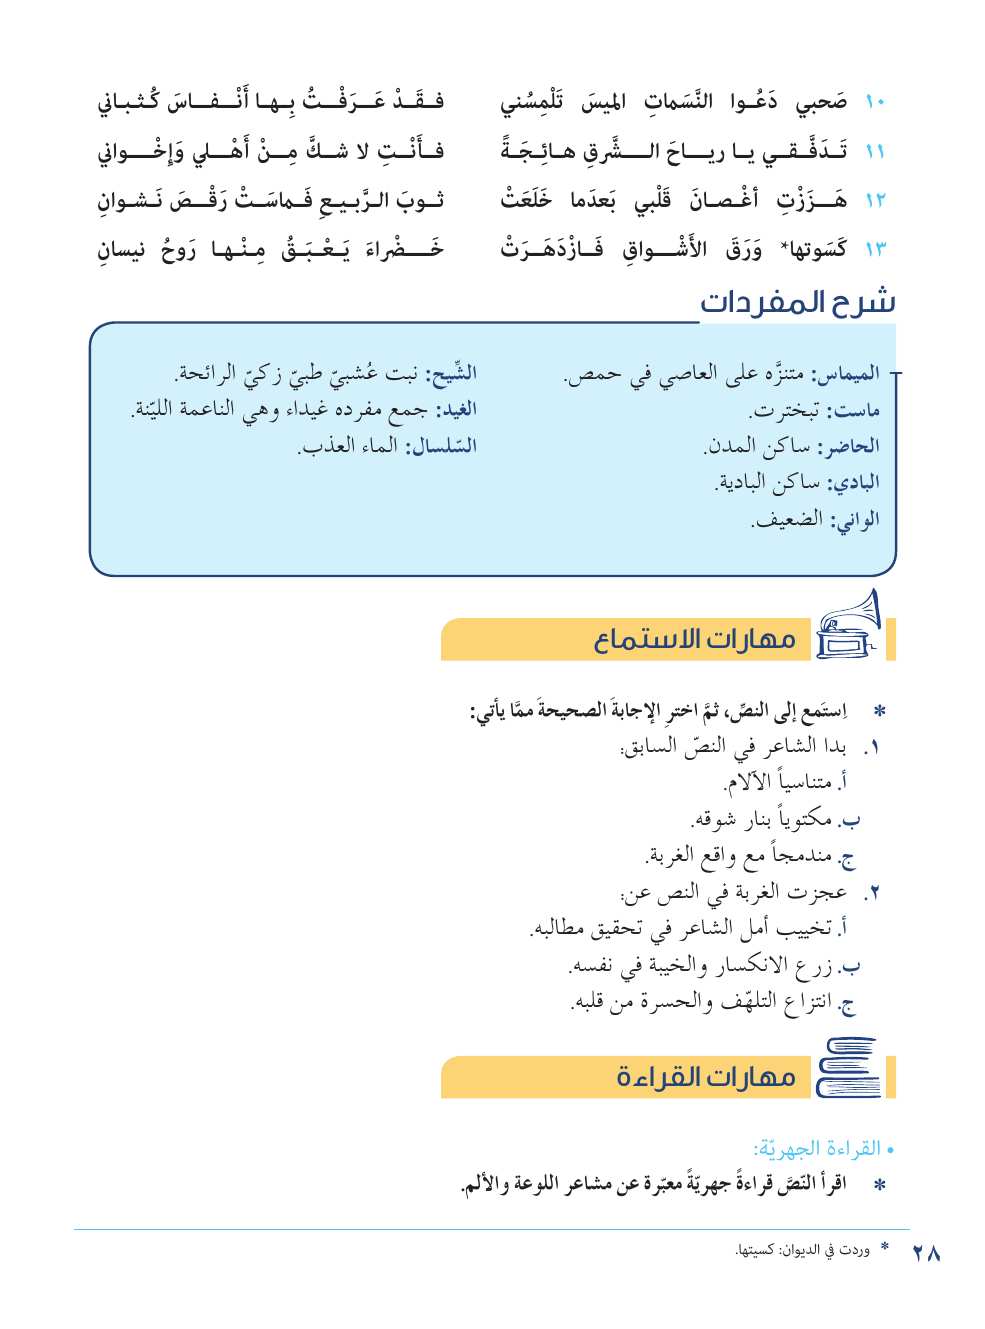 ١٠ صَحبي دَعُوا النَّسَماتِ الميسَ تَلْمِسُني فَقَدْ عَرَفْتُ بِها أَنْفاسَ كُثباني
١١ تَدَفَّقي يا رياحَ الشَّرقِ هائِجَةً فأَنْتِ لا شكَّ مِنْ أَهْلي وَإِخْواني
١٢ هَزَزْتِ أغْصانَ قَلْبي بَعدَما خَلَعَتْ ثوبَ الرَّبيعِ فَماسَتْ رَقْصَ نَشوانِ
١٣ كَسَوتها* وَرَقَ الأَشْواقِ فَازْدَهَرَتْ خَضْراءَ يَعْبَقُ مِنْها رَوحُ نيسانِ
شرح المفردات
الميماس: متنزَّه على العاصي في حمص.
ماست: تبخترت.
الحاضر: ساكن المدن.
البادي: ساكن البادية.
الواني: الضعيف.
الشِّيح: نبت عُشبيّ طبيّ زكيّ الرائحة.
الغيد: جمع مفرده غيداء وهي الناعمة الليّنة.
السّلسال: الماء العذب.
مهارات الاستماع
* اِستَمع إلى النصِّ، ثمَّ اخترِ الإجابةَ الصحيحةَ ممَّا يأتي:
١. بدا الشاعر في النصّ السابق:
أ. متناسياً الآلام.
ب. مكتوياً بنار شوقه.
ج. مندمجاً مع واقع الغربة.
٢. عجزت الغربة في النص عن:
أ. تخييب أمل الشاعر في تحقيق مطالبه.
ب. زرع الانكسار والخيبة في نفسه.
ج. انتزاع التلهّف والحسرة من قلبه.
مهارات القراءة
• القراءة الجهريّة:
* اقرأ النّصَّ قراءةً جهريّةً معبّرة عن مشاعر اللوعة والألم.
* وردت في الديوان: كسيتها.
٢٨